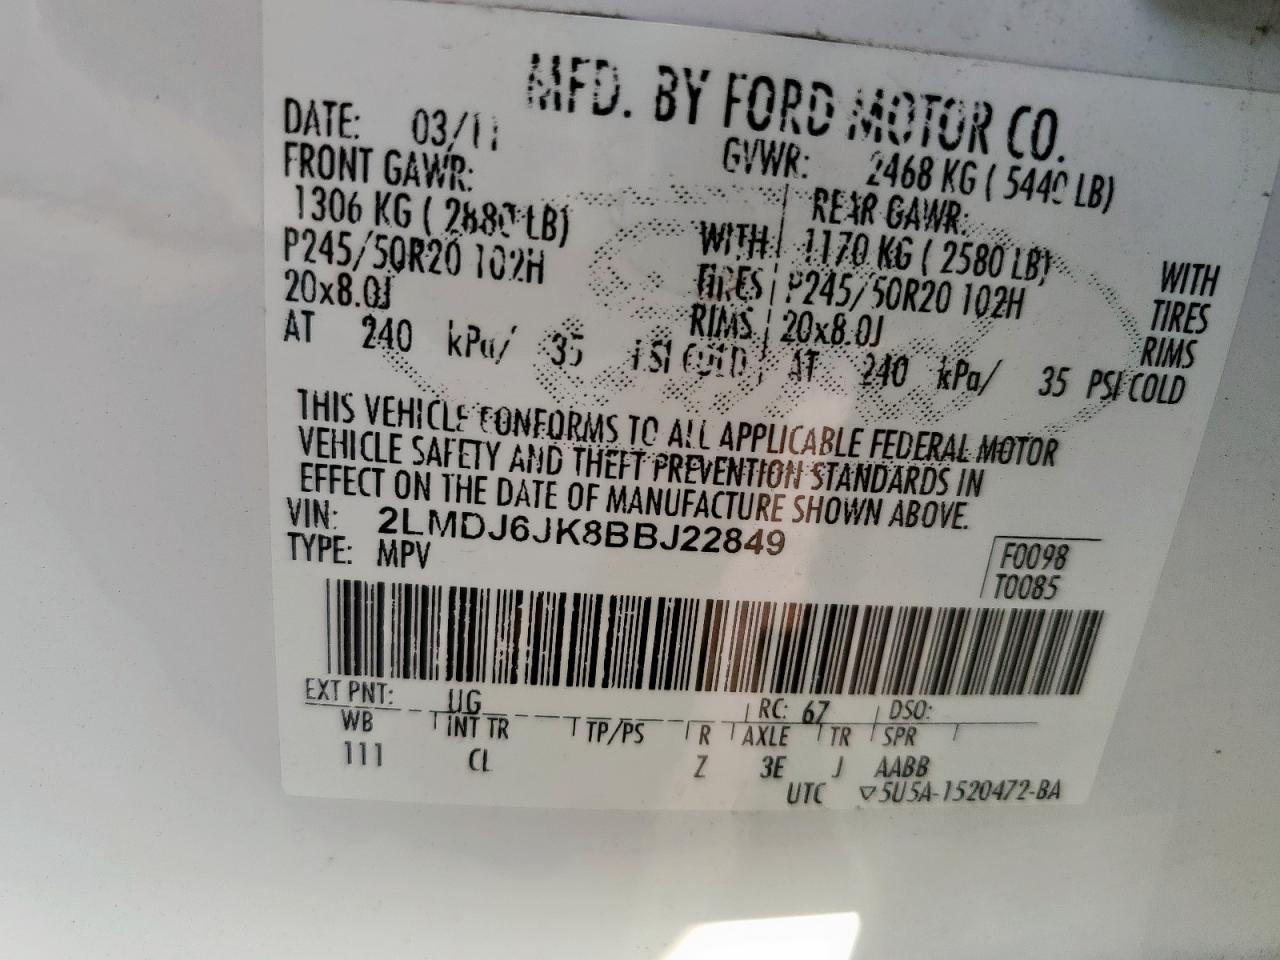 MFD. BY FORD MOTOR CO.
DATE: 03/11 GVWR: 2468 KG ( 5440 LB)
FRONT GAWR: REAR GAWR:
1306 KG ( 2880 LB) WITH 1170 KG ( 2580 LB) WITH
P245/50R20 102H TIRES P245/50R20 102H TIRES
20x8.0J RIMS 20x8.0J RIMS
AT 240 kPa/ 35 PSI COLD AT 240 kPa/ 35 PSI COLD
THIS VEHICLE CONFORMS TO ALL APPLICABLE FEDERAL MOTOR
VEHICLE SAFETY AND THEFT PREVENTION STANDARDS IN
EFFECT ON THE DATE OF MANUFACTURE SHOWN ABOVE.
VIN: 2LMDJ6JK8BBJ22849
TYPE: MPV
F0098
T0085
EXT PNT: UG RC: 67 DSO:
WB INT TR TP/PS R AXLE TR SPR
111 CL Z 3E J AABB
UTC ▽5U5A-1520472-BA